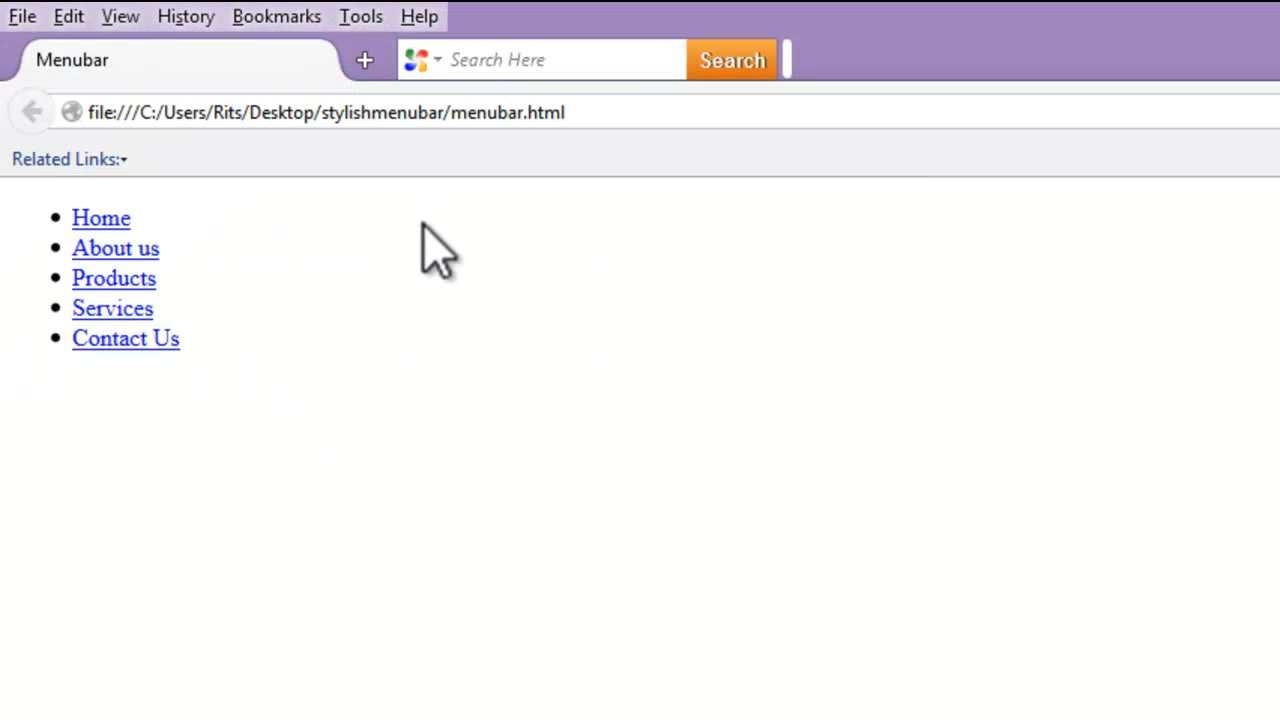 File Edit View History Bookmarks Tools Help
Menubar + Search Here Search
file:///C:/Users/Rits/Desktop/stylishmenubar/menubar.html
Related Links:
Home
About us
Products
Services
Contact Us